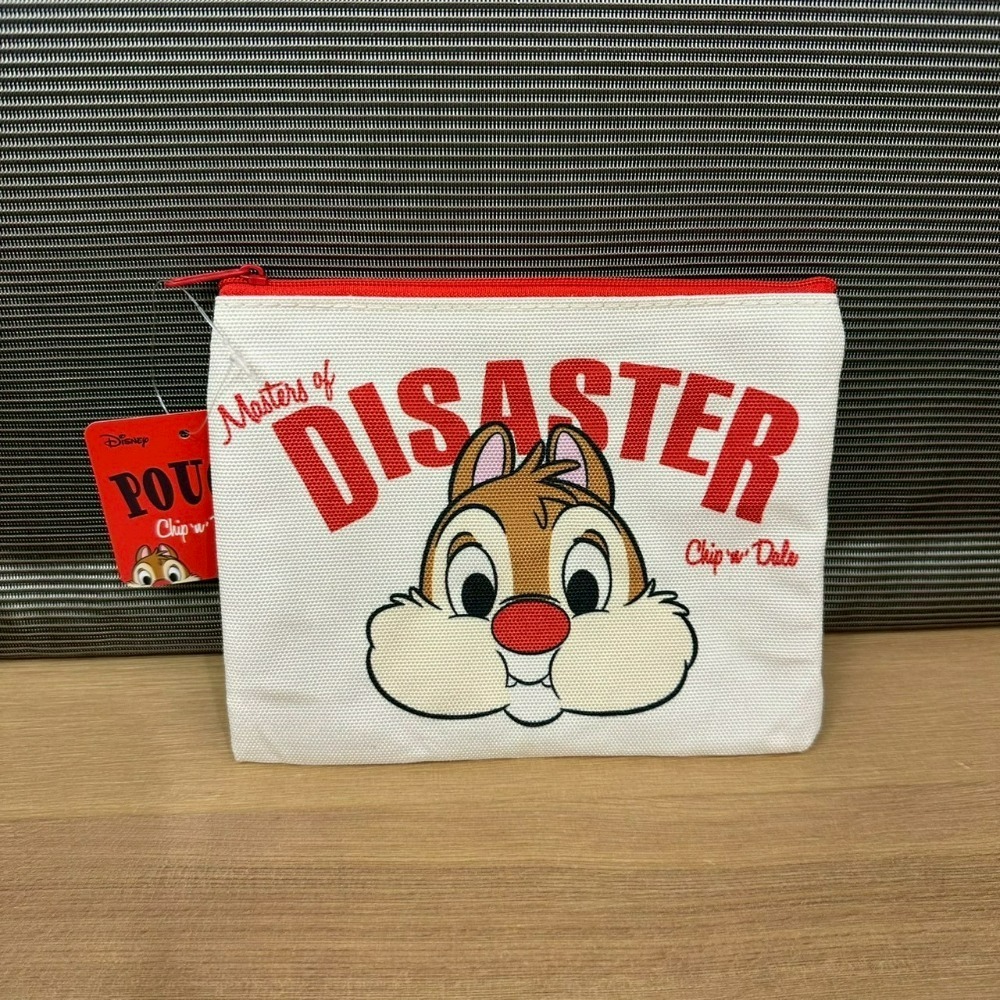 Masters of
DISASTER
Chip 'n' Dale
Disney
POU
Chip 'n'